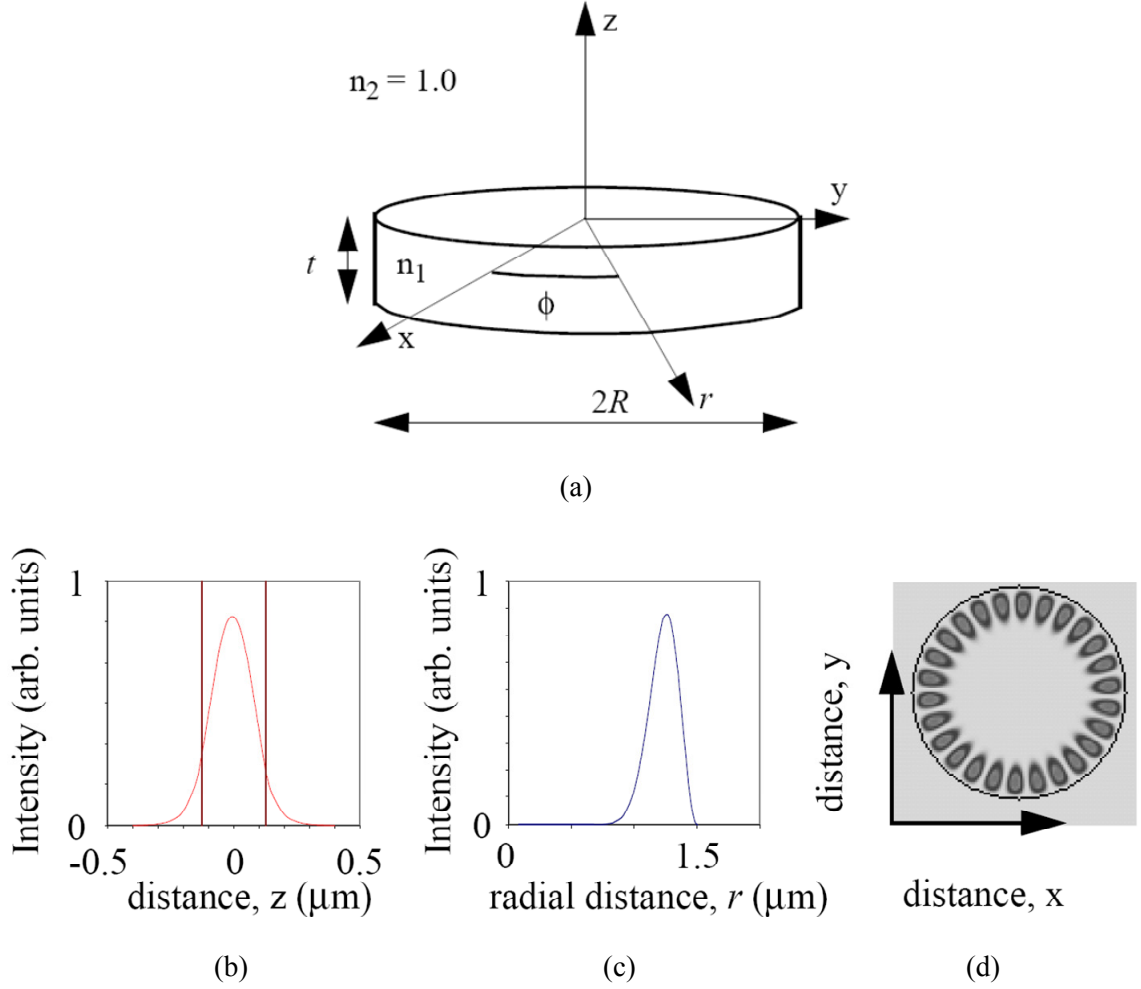 z
n₂ = 1.0
y
t
n₁
ϕ
x
2R
r
(a)
Intensity (arb. units)
1
0
-0.5
0
0.5
distance, z (μm)
(b)
Intensity (arb. units)
1
0
0
1.5
radial distance, r (μm)
(c)
distance, y
distance, x
(d)